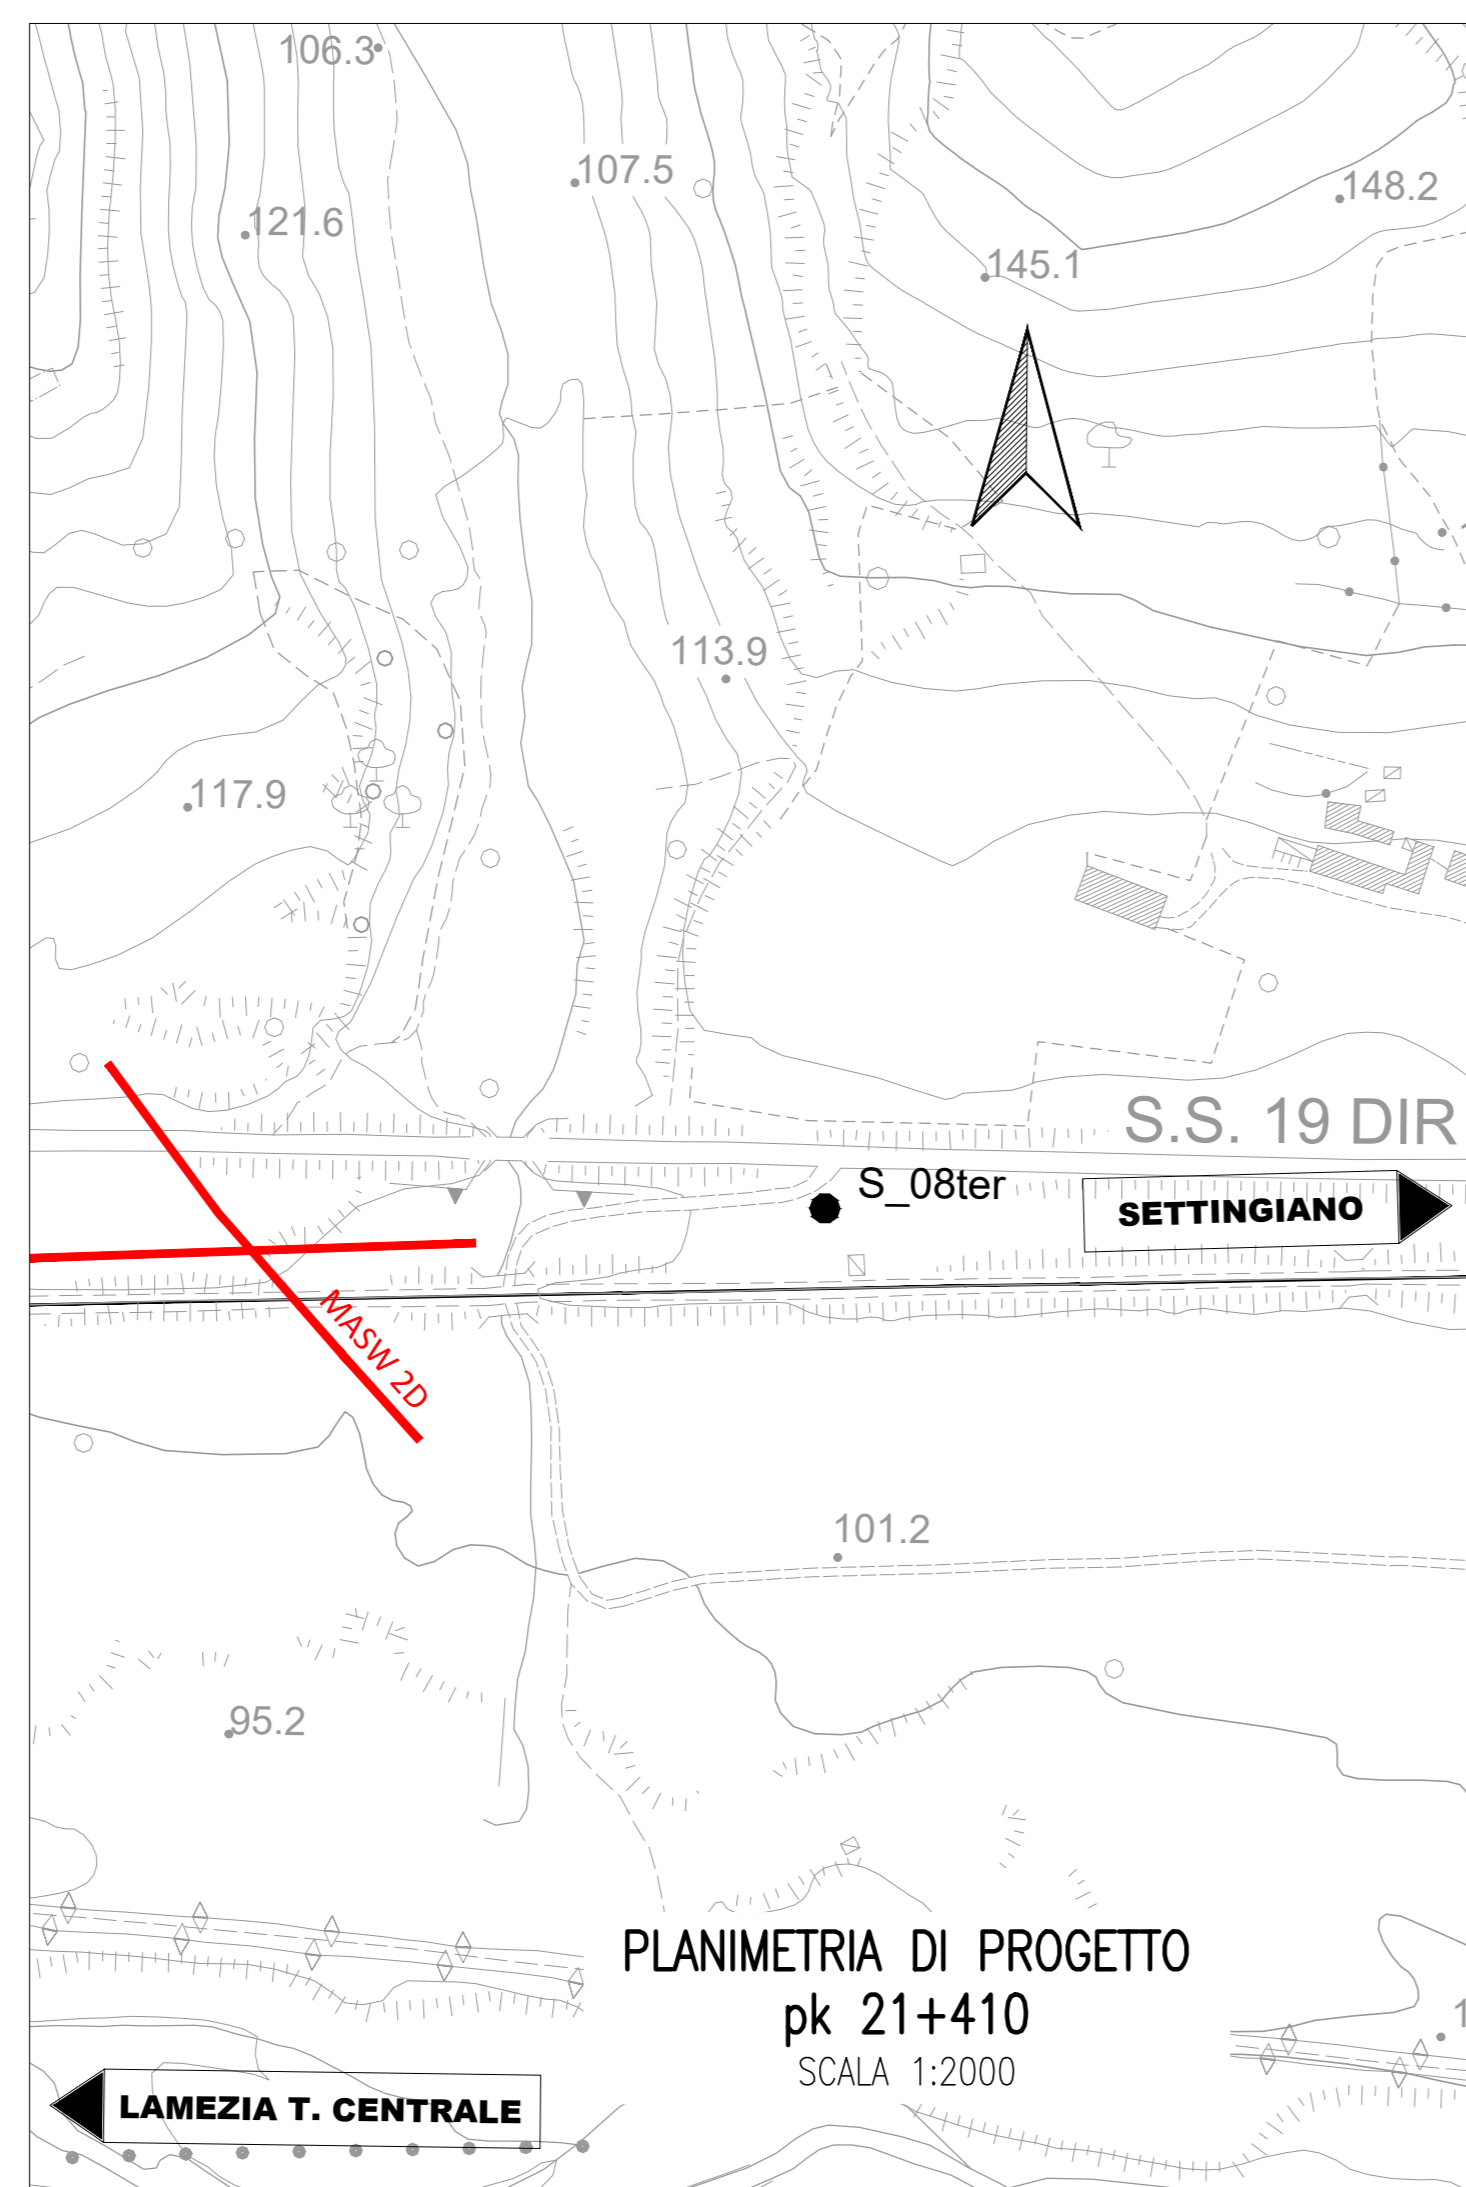 106.3
107.5
148.2
121.6
145.1
113.9
117.9
S.S. 19 DIR
S_08ter
SETTINGIANO
MASW 2D
101.2
95.2
PLANIMETRIA DI PROGETTO
pk 21+410
SCALA 1:2000
LAMEZIA T. CENTRALE